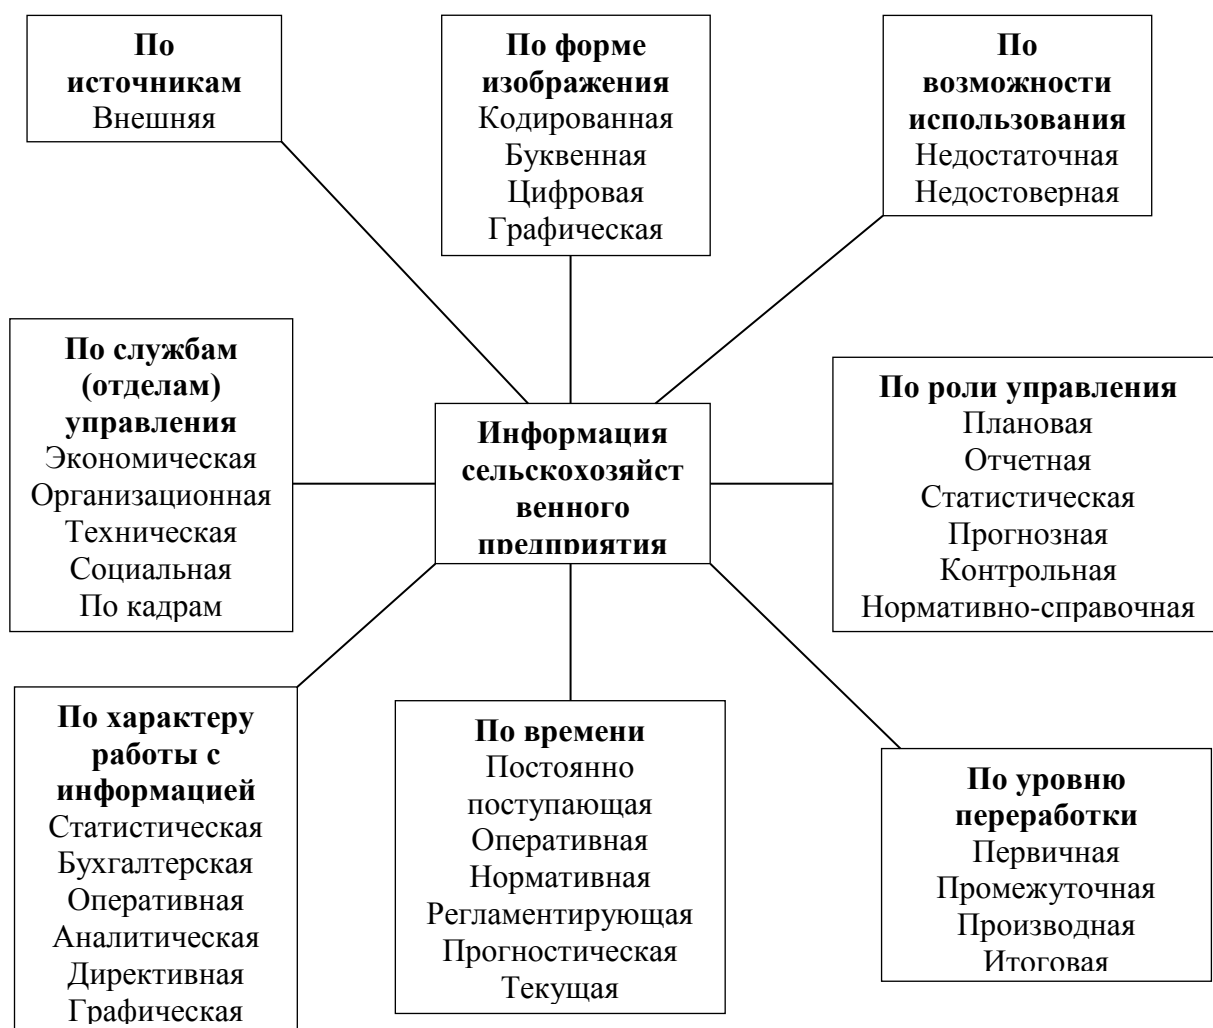 По
источникам
Внешняя
По форме
изображения
Кодированная
Буквенная
Цифровая
Графическая
По
возможности
использования
Недостаточная
Недостоверная
По службам
(отделам)
управления
Экономическая
Организационная
Техническая
Социальная
По кадрам
Информация
сельскохозяйст
венного
предприятия
По роли управления
Плановая
Отчетная
Статистическая
Прогнозная
Контрольная
Нормативно-справочная
По характеру
работы с
информацией
Статистическая
Бухгалтерская
Оперативная
Аналитическая
Директивная
Графическая
По времени
Постоянно
поступающая
Оперативная
Нормативная
Регламентирующая
Прогностическая
Текущая
По уровню
переработки
Первичная
Промежуточная
Производная
Итоговая